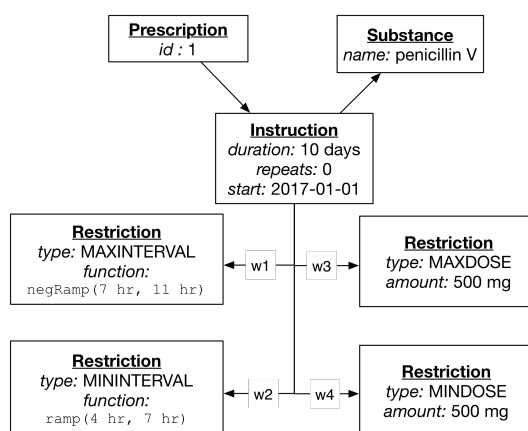 Prescription
id : 1
Substance
name: penicillin V
Instruction
duration: 10 days
repeats: 0
start: 2017-01-01
Restriction
type: MAXINTERVAL
function:
negRamp(7 hr, 11 hr)
w1
w3
Restriction
type: MAXDOSE
amount: 500 mg
Restriction
type: MININTERVAL
function:
ramp(4 hr, 7 hr)
w2
w4
Restriction
type: MINDOSE
amount: 500 mg